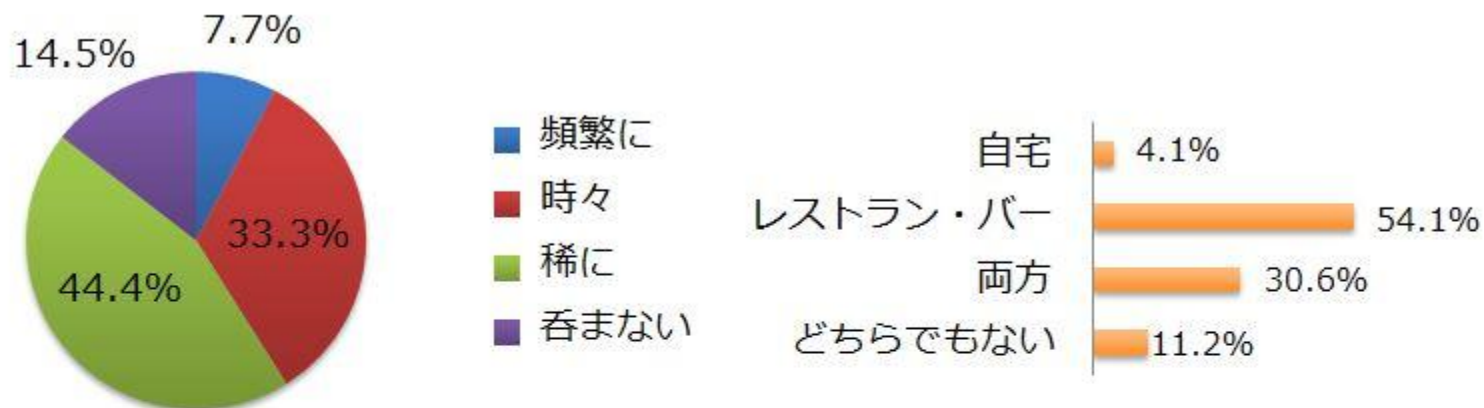 7.7%
14.5%
33.3%
44.4%
頻繁に
時々
稀に
呑まない
自宅 4.1%
レストラン・バー 54.1%
両方 30.6%
どちらでもない 11.2%